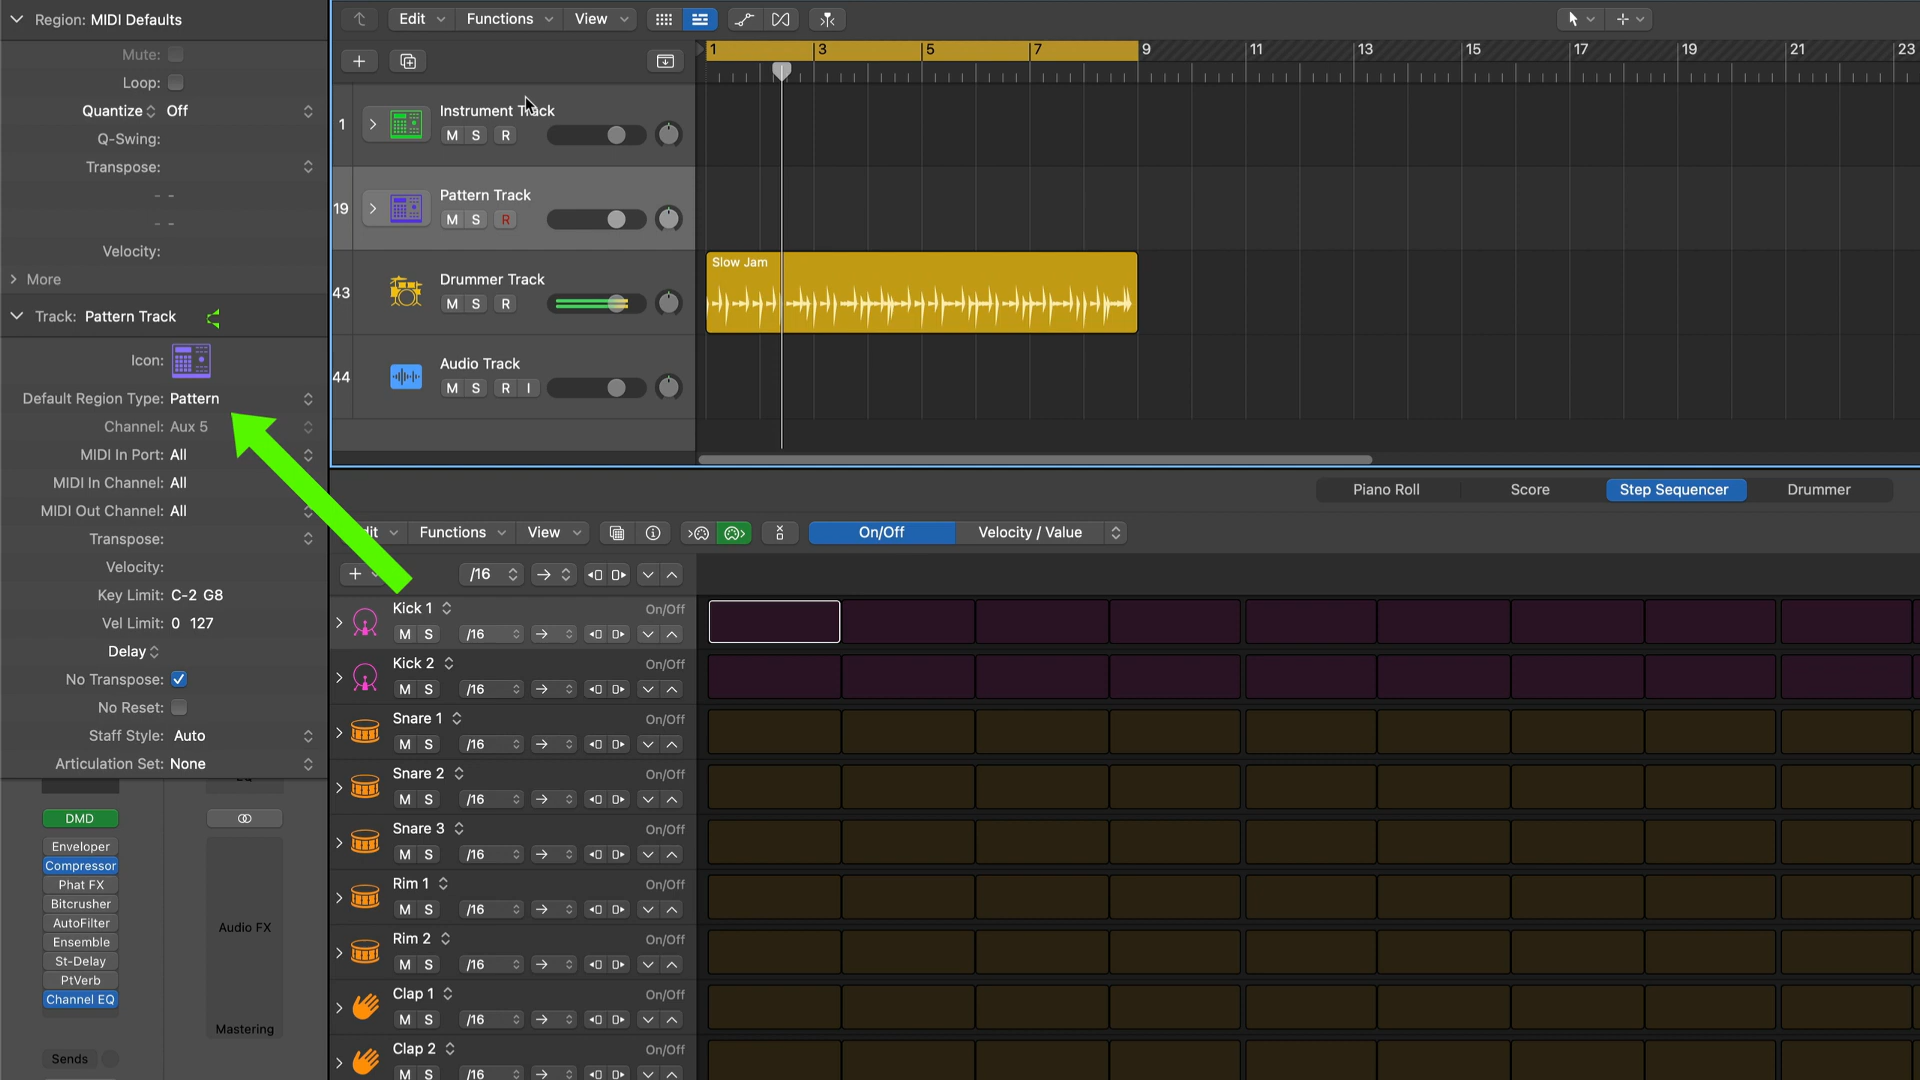 Region: MIDI Defaults
Mute:
Loop:
Quantize Off
Q-Swing:
Transpose:
- -
- -
Velocity:
More
Track: Pattern Track
Icon:
Default Region Type: Pattern
Channel: Aux 5
MIDI In Port: All
MIDI In Channel: All
MIDI Out Channel: All
Transpose:
Velocity:
Key Limit: C-2 G8
Vel Limit: 0 127
Delay
No Transpose:
No Reset:
Staff Style: Auto
Articulation Set: None
DMD
Enveloper
Compressor
Phat FX
Bitcrusher
AutoFilter
Ensemble
St-Delay
PtVerb
Channel EQ
Audio FX
Mastering
Sends
Edit Functions View
1 3 5 7 9 11 13 15 17 19 21 23
1 Instrument Track
M S R
19 Pattern Track
M S R
43 Drummer Track
M S R
44 Audio Track
M S R I
Slow Jam
Piano Roll Score Step Sequencer Drummer
Functions View On/Off Velocity / Value
/16
Kick 1 On/Off
M S /16
Kick 2 On/Off
M S /16
Snare 1 On/Off
M S /16
Snare 2 On/Off
M S /16
Snare 3 On/Off
M S /16
Rim 1 On/Off
M S /16
Rim 2 On/Off
M S /16
Clap 1 On/Off
M S /16
Clap 2 On/Off
M S /16